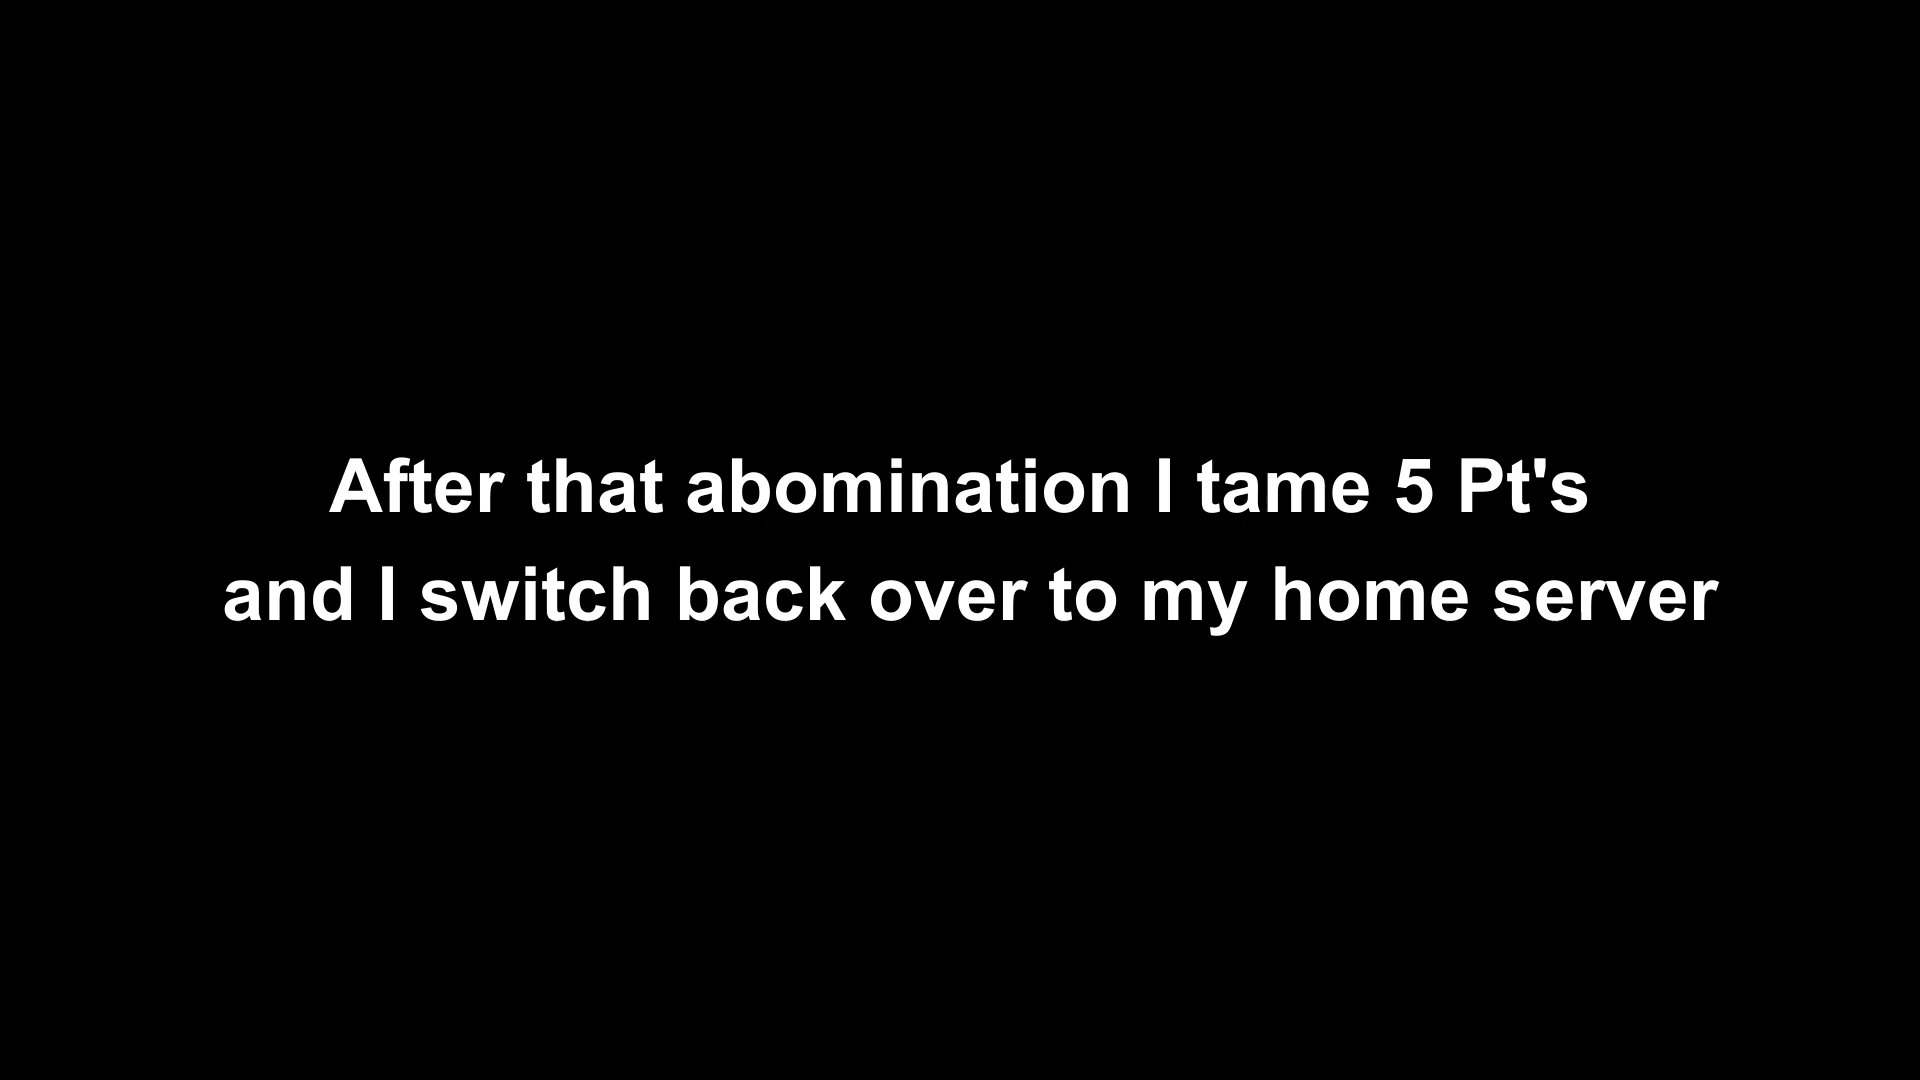 After that abomination I tame 5 Pt's
and I switch back over to my home server